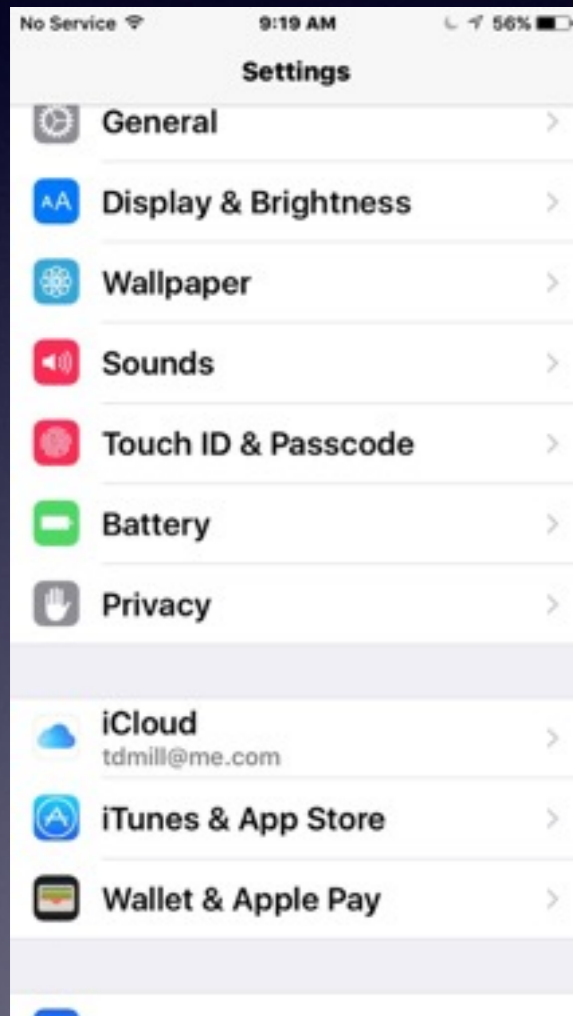 No Service 9:19 AM 56%
Settings
General
AA Display & Brightness
Wallpaper
Sounds
Touch ID & Passcode
Battery
Privacy
iCloud
tdmill@me.com
iTunes & App Store
Wallet & Apple Pay